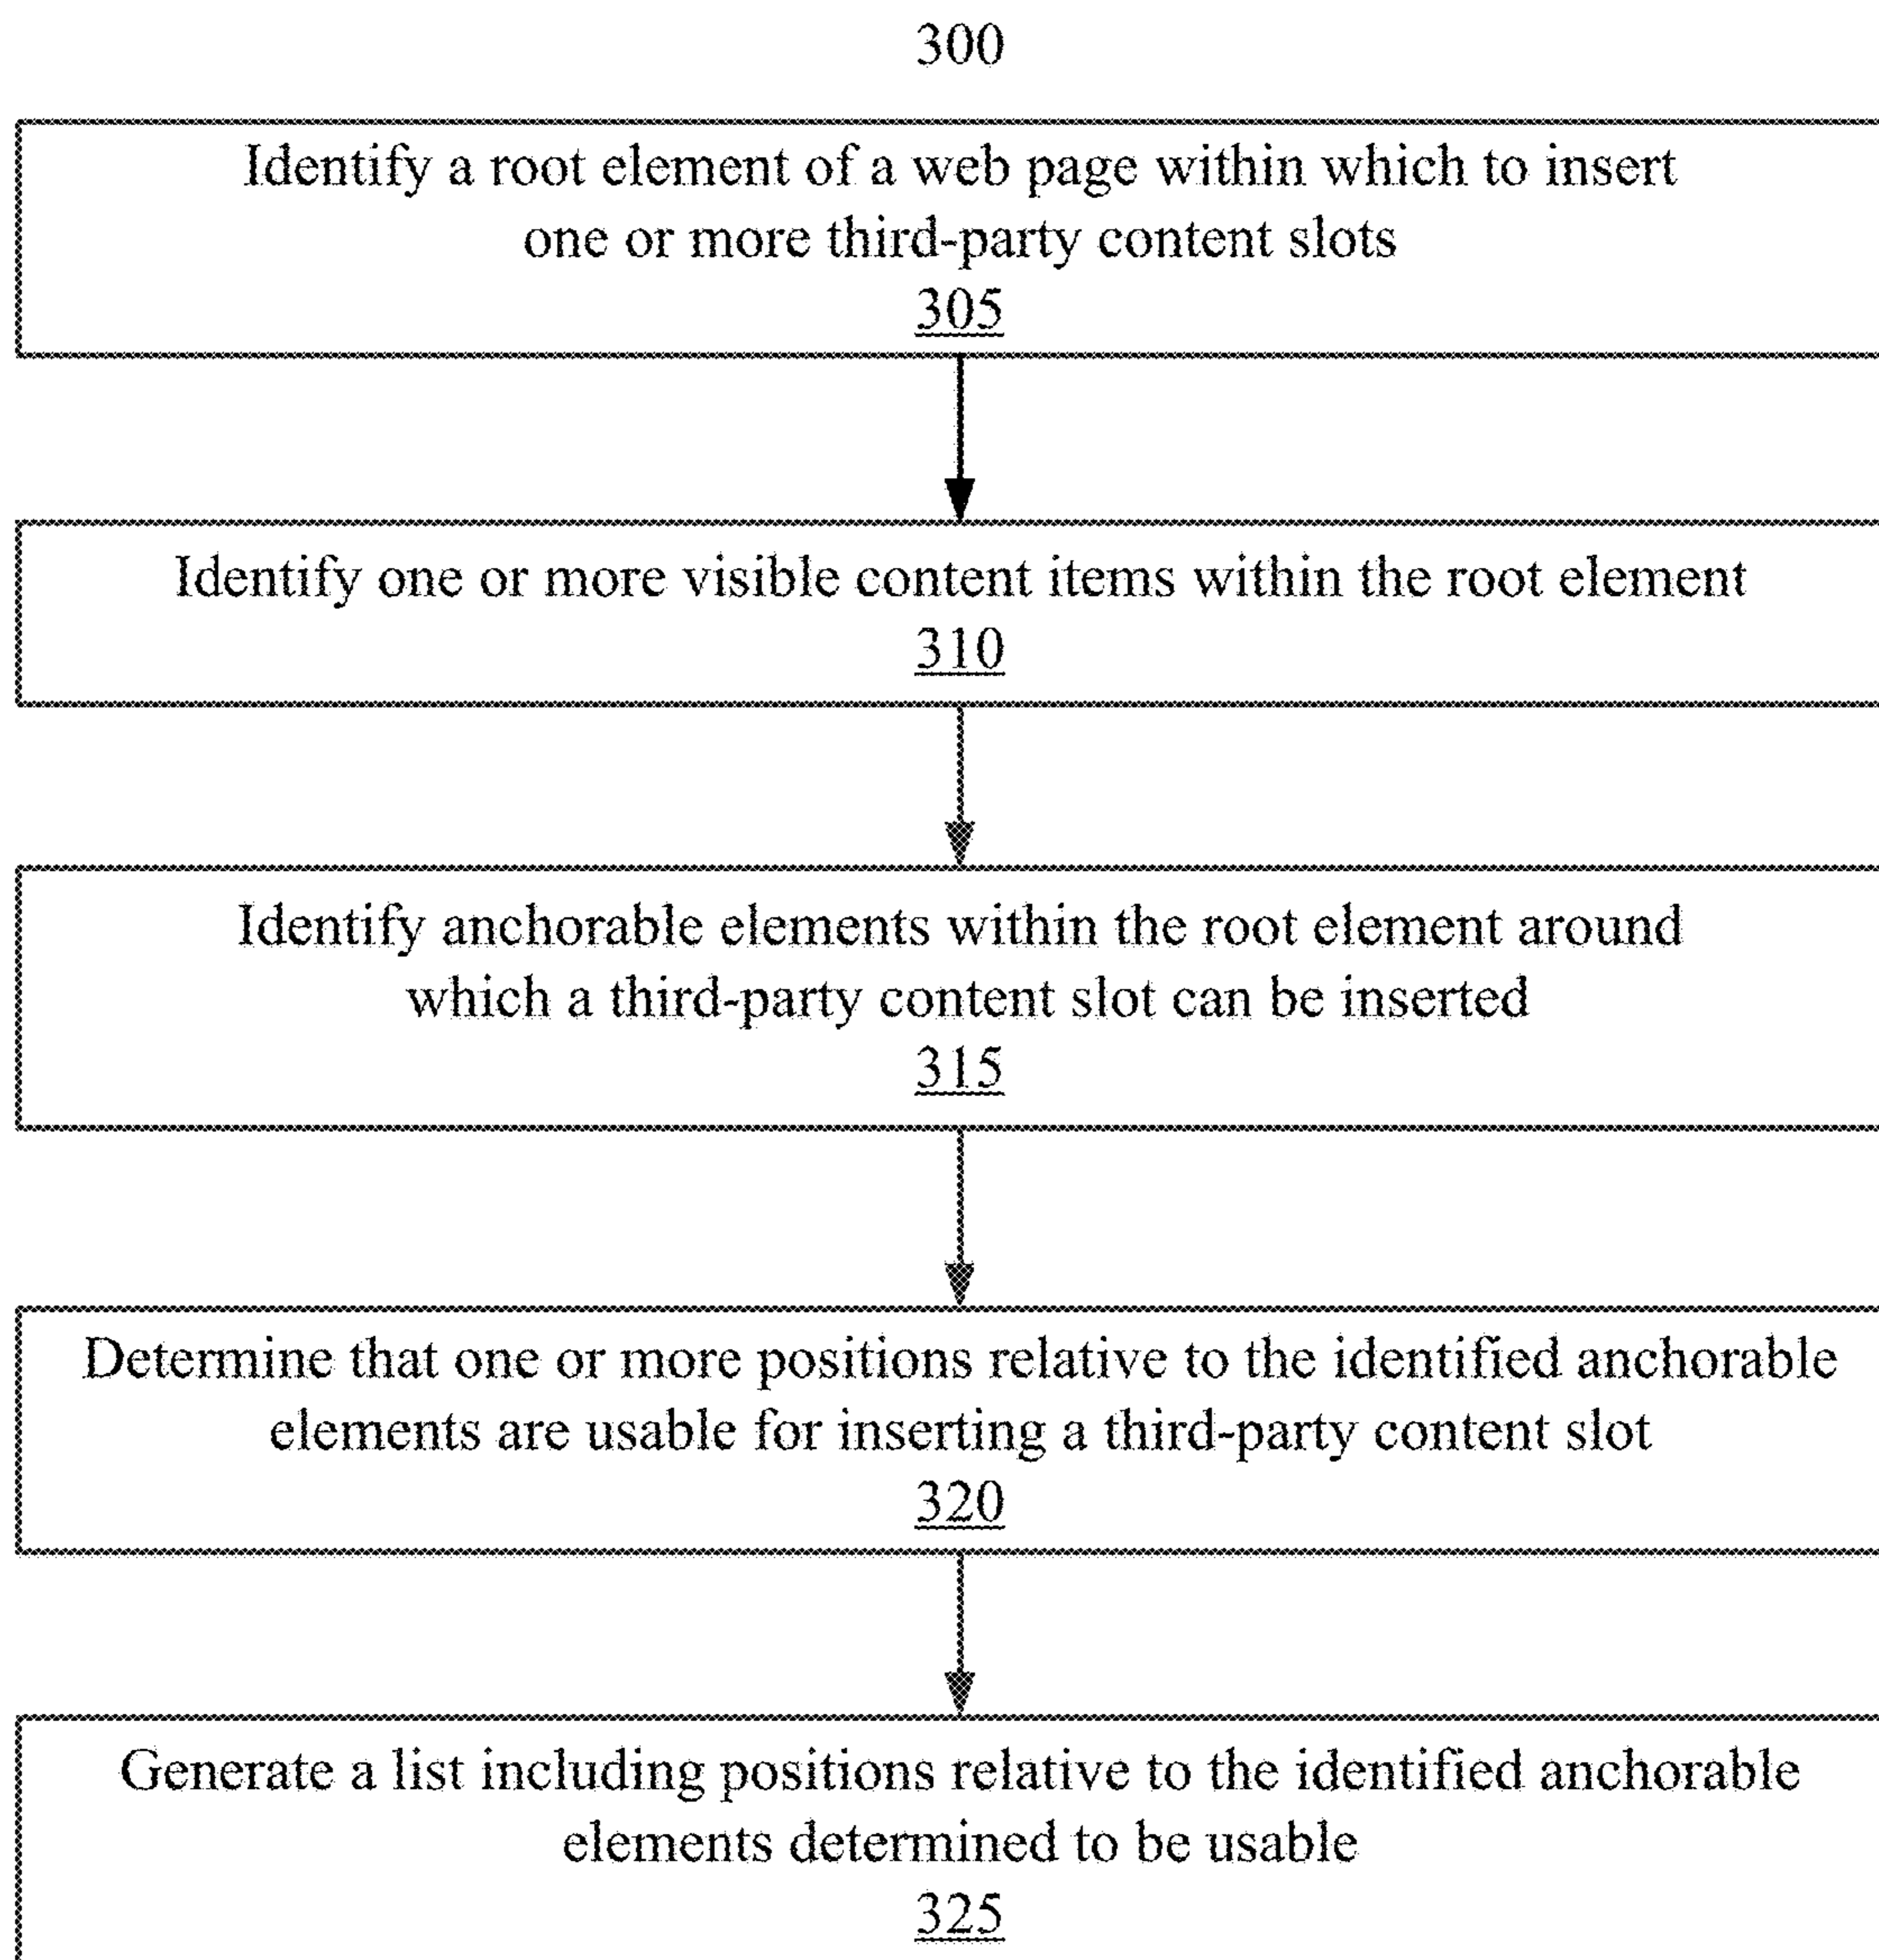 300
Identify a root element of a web page within which to insert
one or more third-party content slots
305
Identify one or more visible content items within the root element
310
Identify anchorable elements within the root element around
which a third-party content slot can be inserted
315
Determine that one or more positions relative to the identified anchorable
elements are usable for inserting a third-party content slot
320
Generate a list including positions relative to the identified anchorable
elements determined to be usable
325